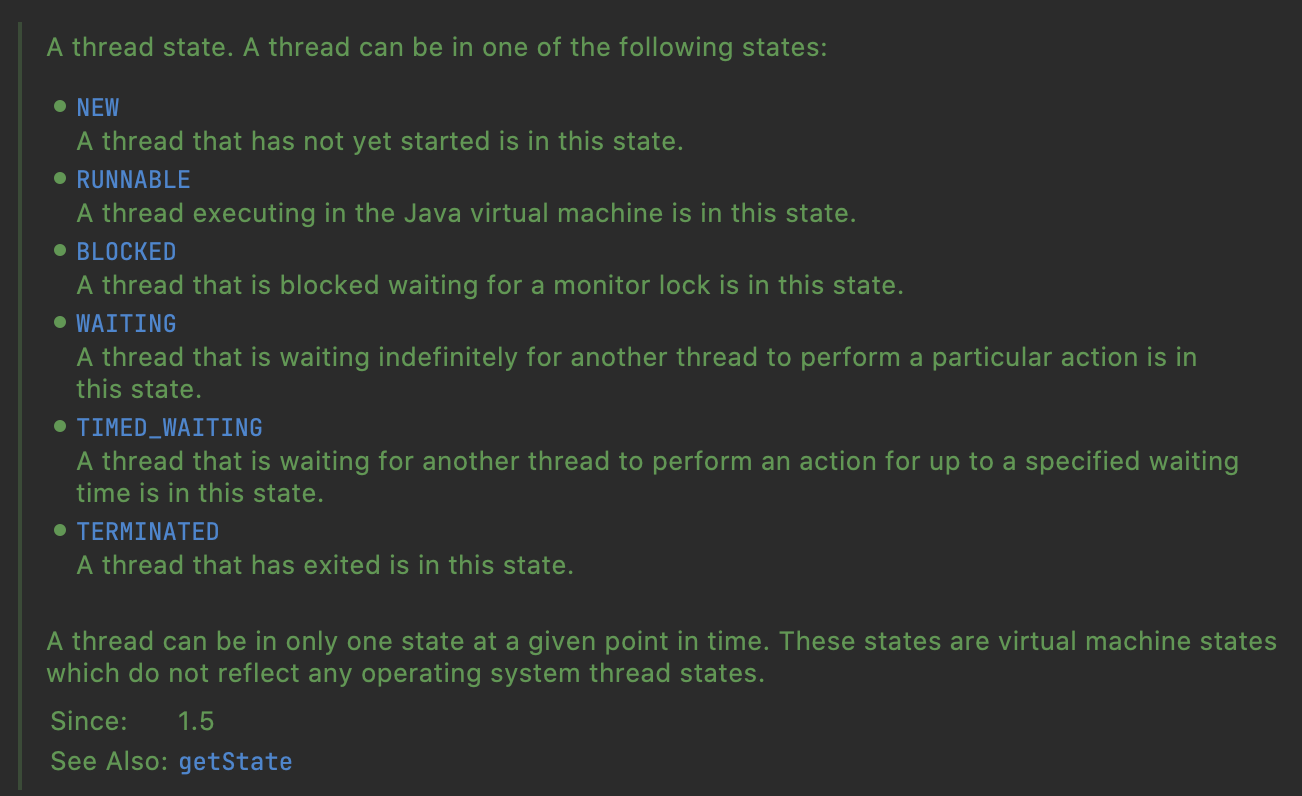 A thread state. A thread can be in one of the following states:
NEW
A thread that has not yet started is in this state.
RUNNABLE
A thread executing in the Java virtual machine is in this state.
BLOCKED
A thread that is blocked waiting for a monitor lock is in this state.
WAITING
A thread that is waiting indefinitely for another thread to perform a particular action is in
this state.
TIMED_WAITING
A thread that is waiting for another thread to perform an action for up to a specified waiting
time is in this state.
TERMINATED
A thread that has exited is in this state.
A thread can be in only one state at a given point in time. These states are virtual machine states
which do not reflect any operating system thread states.
Since: 1.5
See Also: getState